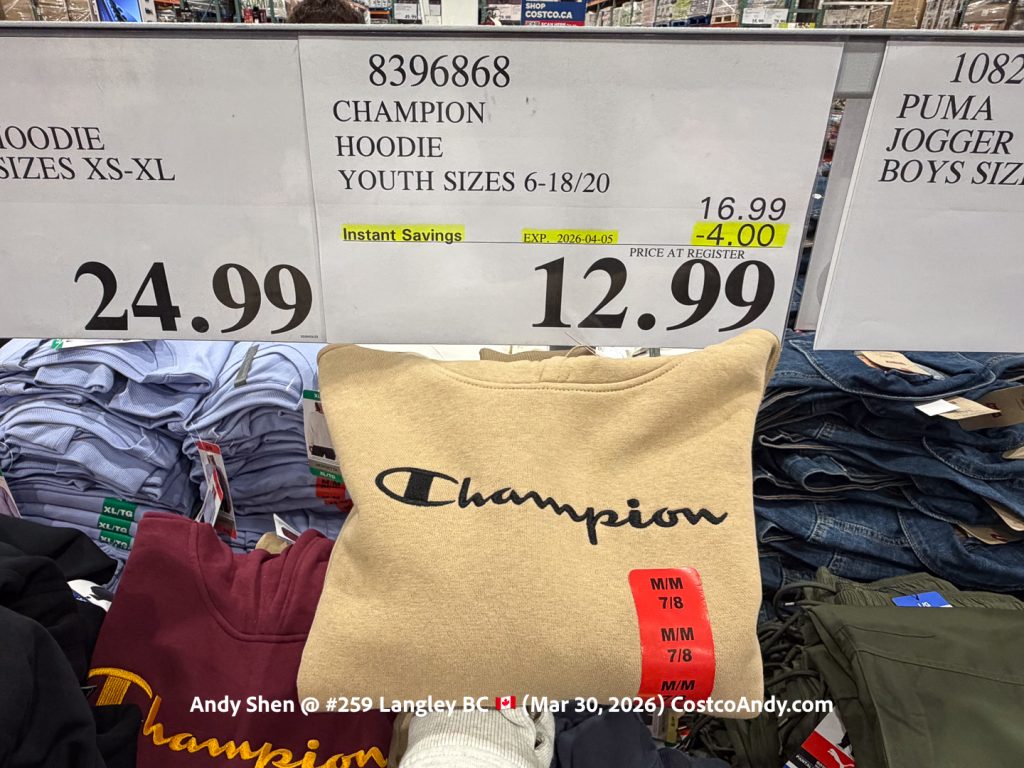 SHOP
COSTCO.CA
HOODIE
SIZES XS-XL
24.99
8396868
CHAMPION
HOODIE
YOUTH SIZES 6-18/20
16.99
Instant Savings
EXP. 2026-04-05
-4.00
PRICE AT REGISTER
12.99
1082
PUMA
JOGGER
BOYS SIZ
XL/TG
XL/TG
XL/TG
XL/TG
M/M
Champion
M/M
7/8
M/M
7/8
M/M
Champion
Andy Shen @ #259 Langley BC 🇨🇦 (Mar 30, 2026) CostcoAndy.com